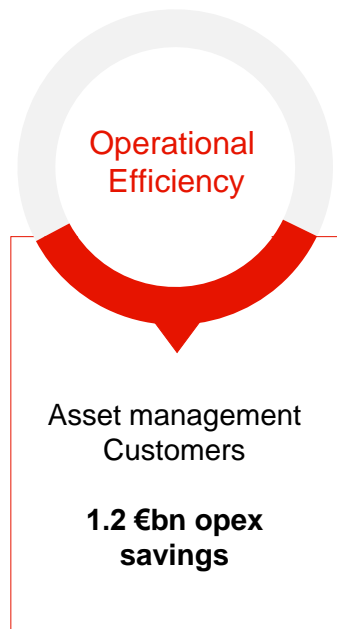 Operational
Efficiency
Asset management
Customers
1.2 €bn opex
savings